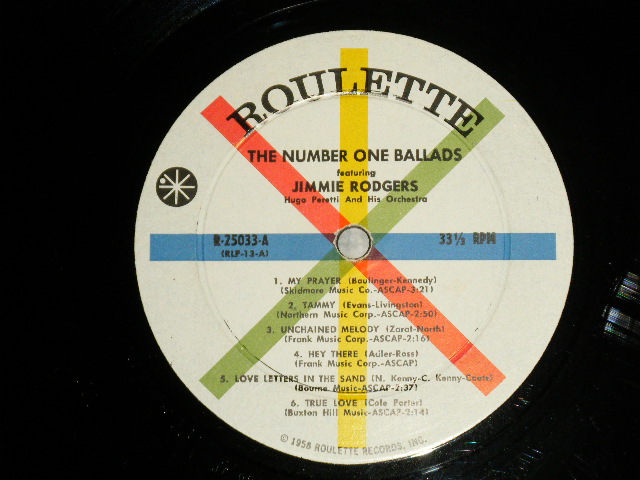 ROULETTE
THE NUMBER ONE BALLADS
featuring
JIMMIE RODGERS
Hugo Peretti And His Orchestra
R-25033-A
33⅓ RPM
(RLP-13-A)
1. MY PRAYER (Boulinger-Kennedy)
(Skidmore Music Co.-ASCAP-3:21)
2. TAMMY (Evans-Livingston)
(Northern Music Corp.-ASCAP-2:50)
3. UNCHAINED MELODY (Zarat-North)
(Frank Music Corp.-ASCAP-2:16)
4. HEY THERE (Adler-Ross)
(Frank Music Corp.-ASCAP)
5. LOVE LETTERS IN THE SAND (N. Kenny-C. Kenny-Coots)
(Bourne Music-ASCAP-2:37)
6. TRUE LOVE (Cole Porter)
(Buxton Hill Music-ASCAP-2:14)
© 1958 ROULETTE RECORDS, INC.